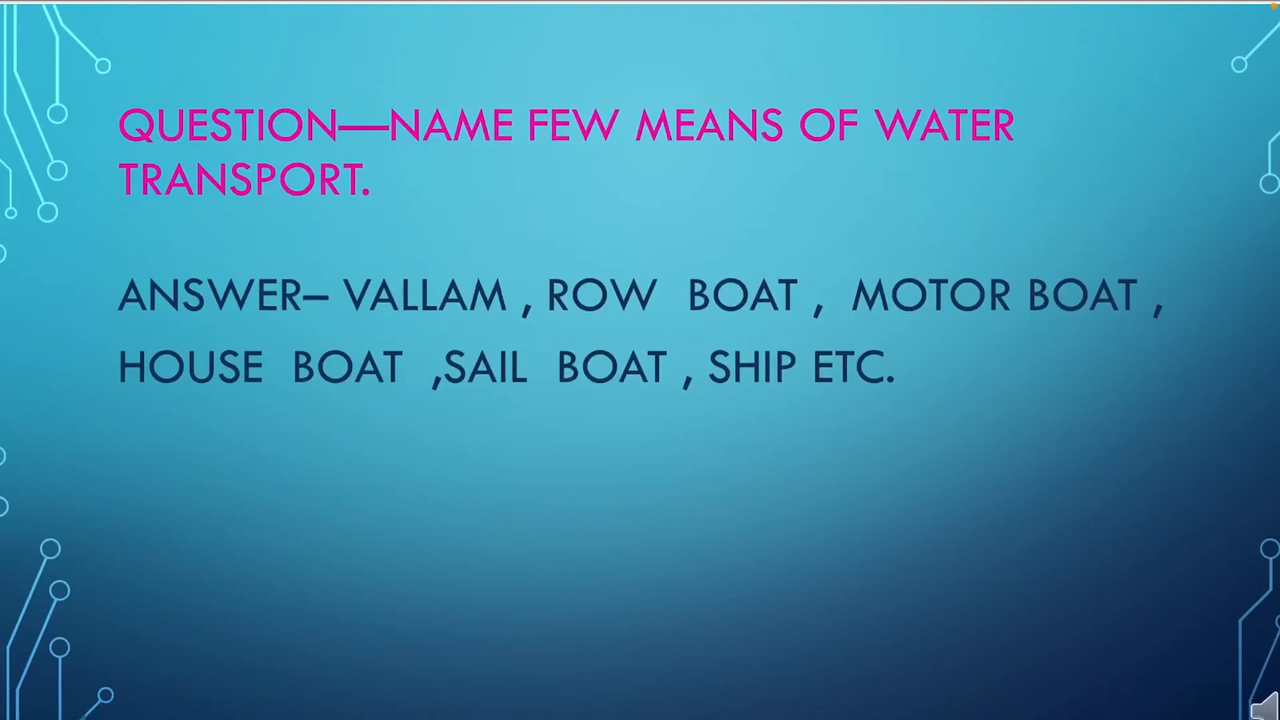 QUESTION—NAME FEW MEANS OF WATER
TRANSPORT.
ANSWER– VALLAM , ROW  BOAT ,  MOTOR BOAT ,
HOUSE  BOAT  ,SAIL  BOAT , SHIP ETC.